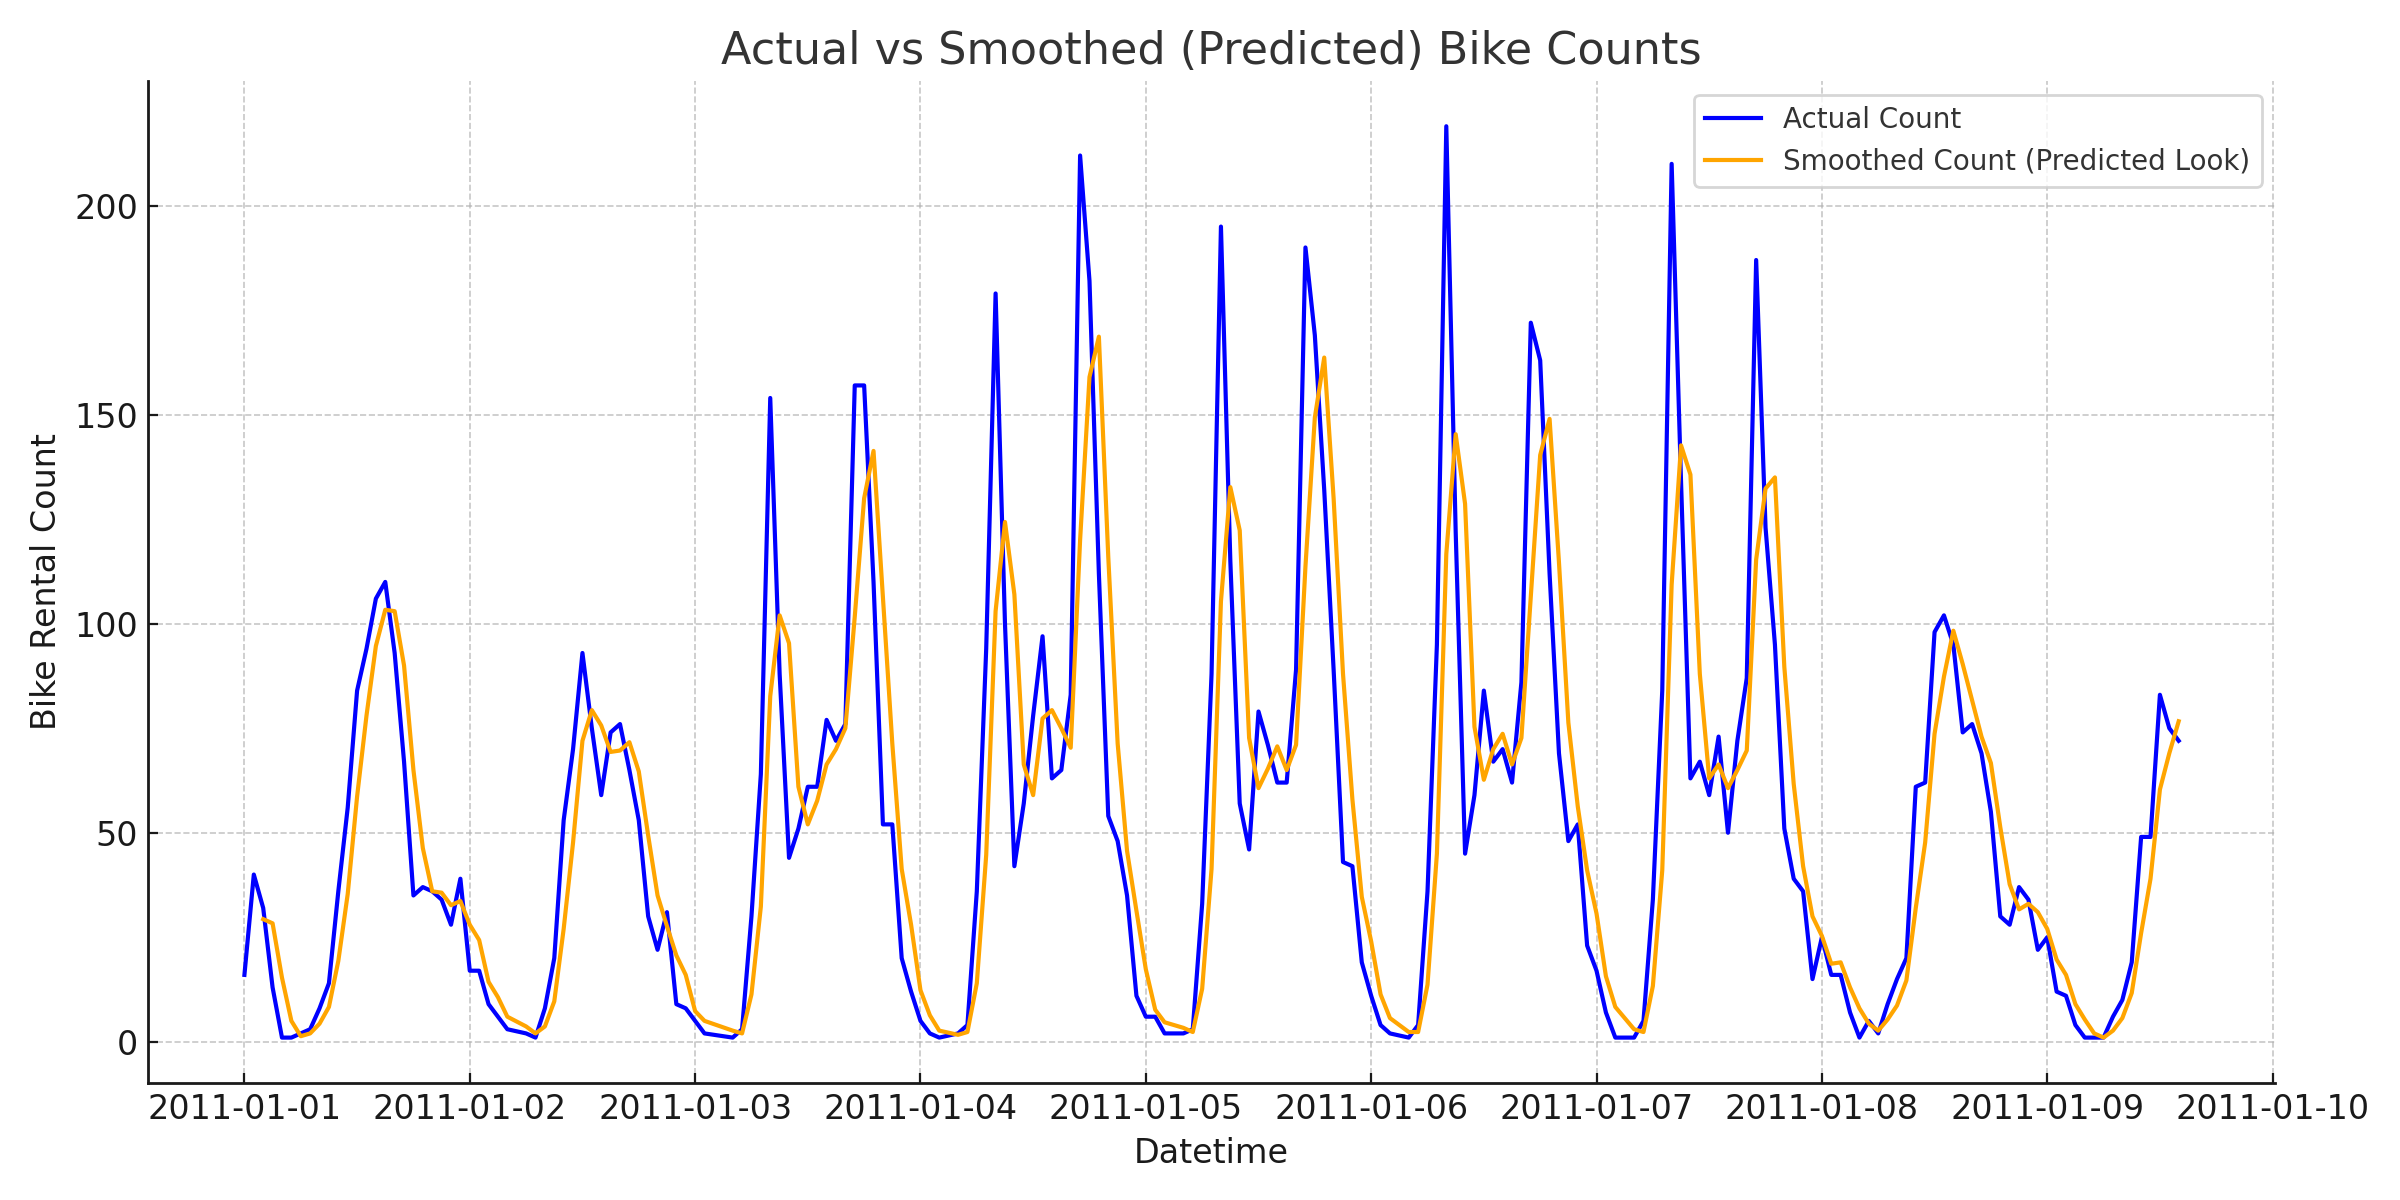 Actual vs Smoothed (Predicted) Bike Counts
Actual Count
Smoothed Count (Predicted Look)
Bike Rental Count
200
150
100
50
0
2011-01-01 2011-01-02 2011-01-03 2011-01-04 2011-01-05 2011-01-06 2011-01-07 2011-01-08 2011-01-09 2011-01-10
Datetime